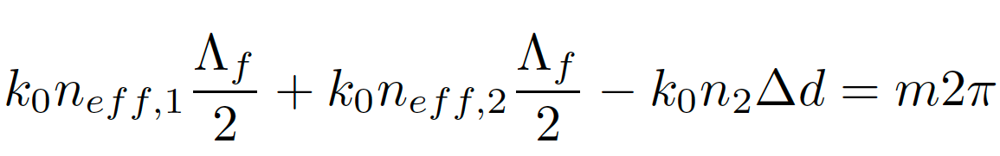 $k_0 n_{eff,1} \frac{\Lambda_f}{2} + k_0 n_{eff,2} \frac{\Lambda_f}{2} - k_0 n_2 \Delta d = m2\pi$